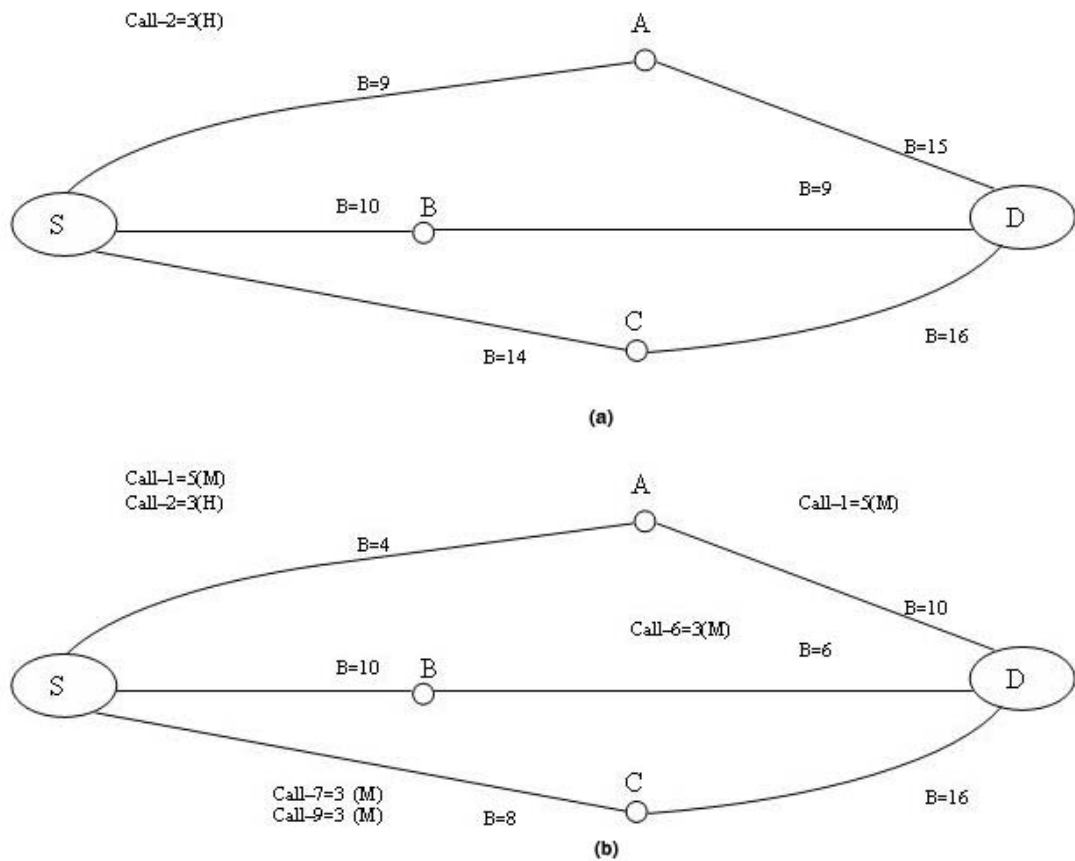 Call-2=3(H)
A
B=9
B=15
B=9
B=10
B
S
D
C
B=16
B=14
(a)
Call-1=5(M)
Call-2=3(H)
A
Call-1=5(M)
B=4
B=10
Call-6=3(M)
B=6
B=10
B
S
D
C
Call-7=3 (M)
Call-9=3 (M)
B=8
B=16
(b)